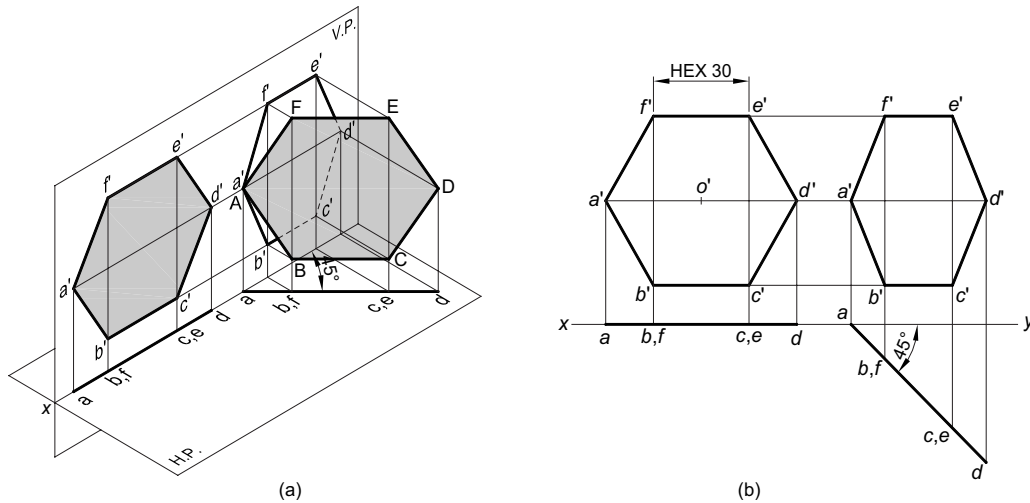 V.P.
e'
f'
F
E
e'
d'
f'
d'
a'
A
D
c'
a'
b'
B
C
45°
c'
b'
a
b,f
c,e
d
d
c,e
b,f
a
x
H.P.
(a)
HEX 30
f'
e'
f'
e'
a'
o'
d'
a'
d'
b'
c'
b'
c'
x
a
b,f
c,e
d
a
y
45°
b,f
c,e
d
(b)